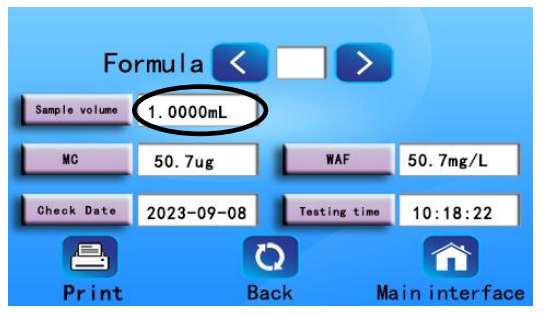 Formula
Sample volume 1.0000mL
MC 50.7ug WAF 50.7mg/L
Check Date 2023-09-08 Testing time 10:18:22
Print Back Main interface